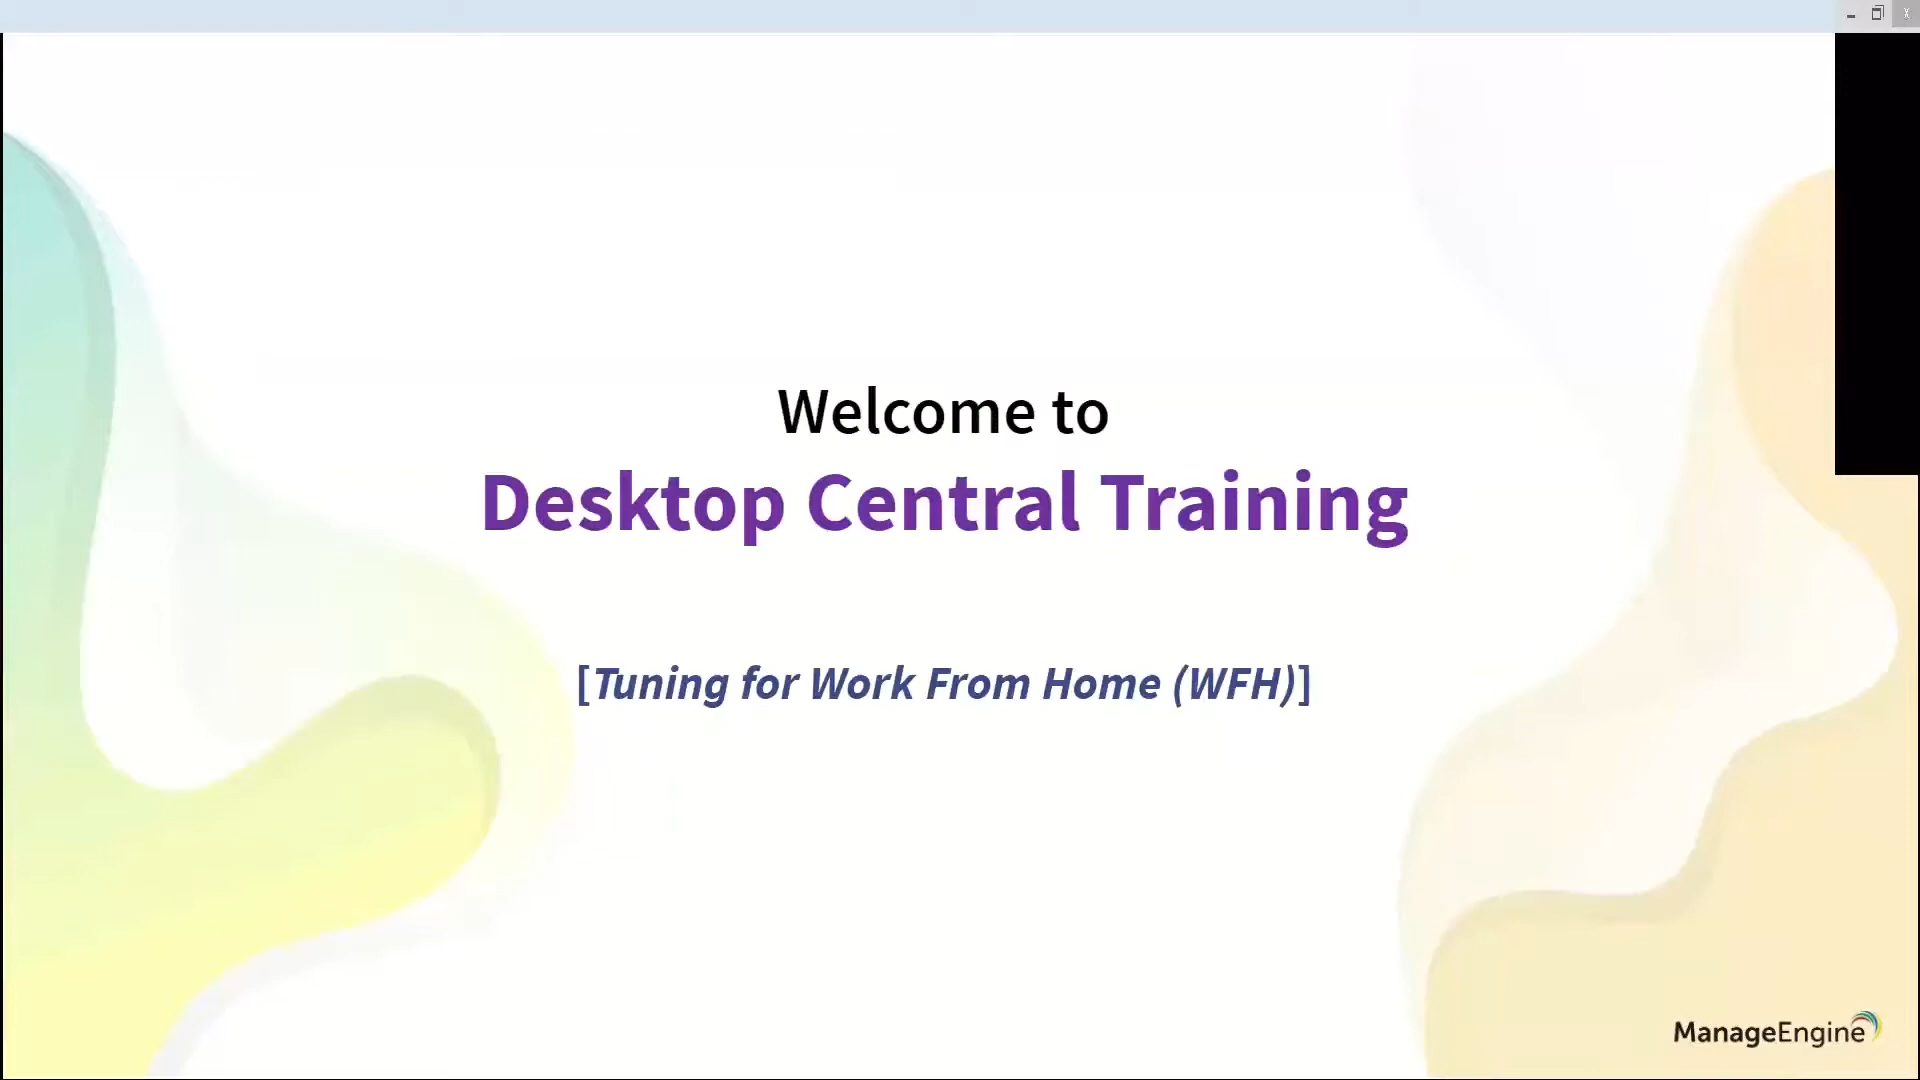 Welcome to
Desktop Central Training
[Tuning for Work From Home (WFH)]
ManageEngine